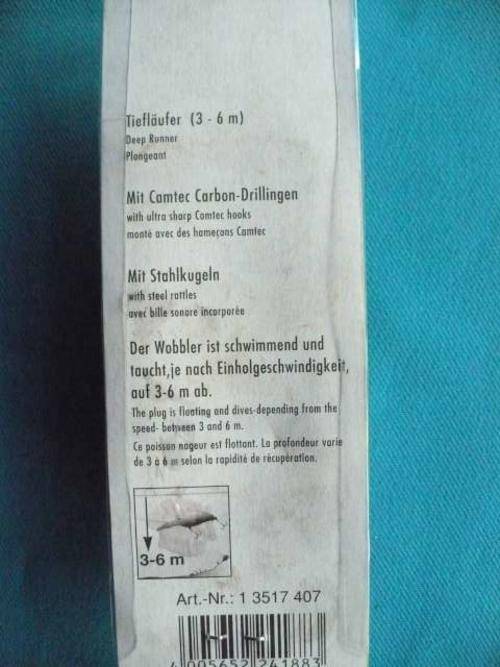 Tiefläufer (3 - 6 m)
Deep Runner
Plongeant
Mit Camtec Carbon-Drillingen
with ultra sharp Camtec hooks
monté avec des hameçons Camtec
Mit Stahlkugeln
with steel rattles
avec bille sonore incorporée
Der Wobbler ist schwimmend und
taucht,je nach Einholgeschwindigkeit,
auf 3-6 m ab.
The plug is floating and dives-depending from the
speed- between 3 and 6 m.
Ce poisson nageur est flottant. La profondeur varie
de 3 à 6 m selon la rapidité de récupération.
3-6 m
Art.-Nr.: 1 3517 407
4 005652 241883